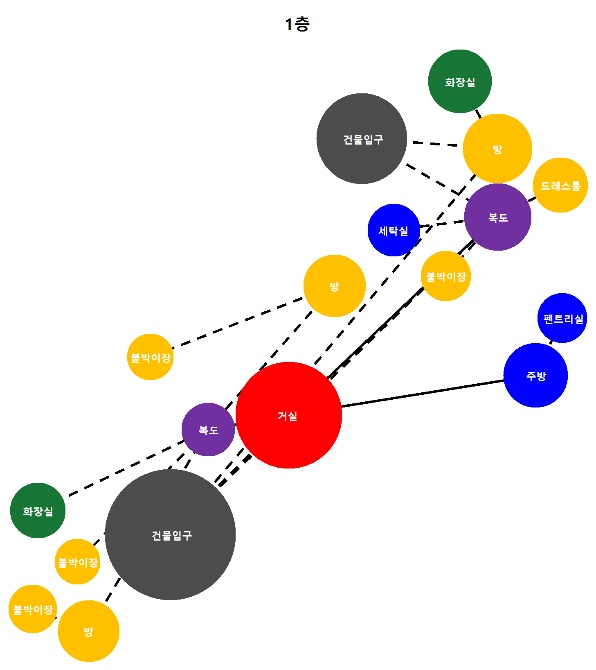 1층
화장실
건물입구
방
드레스룸
복도
세탁실
붙박이장
방
펜트리실
붙박이장
주방
거실
복도
화장실
건물입구
붙박이장
붙박이장
방